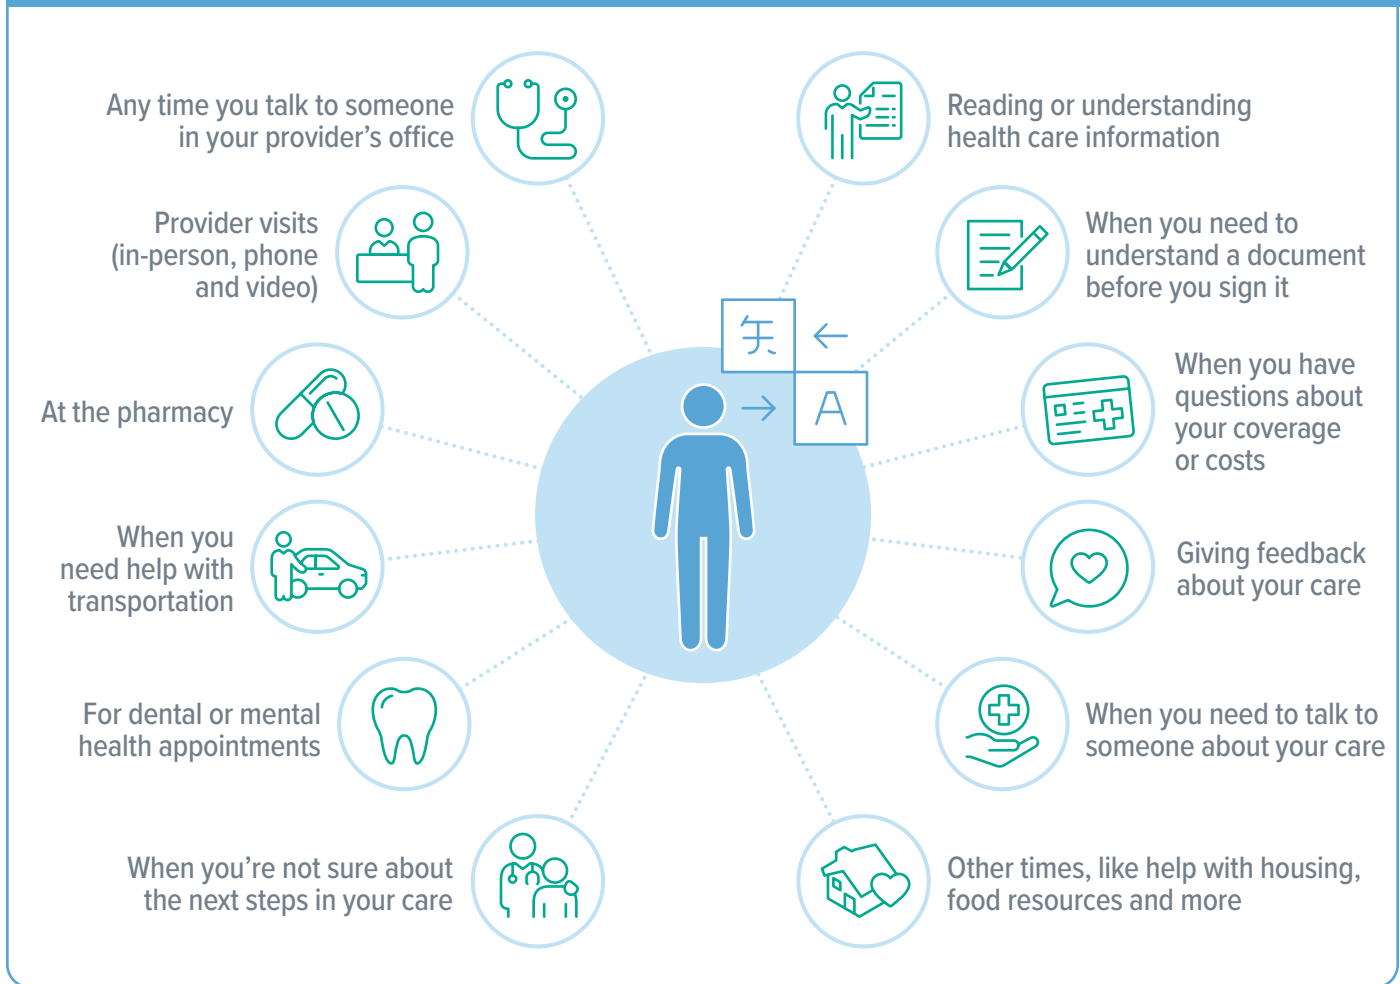 Any time you talk to someone
in your provider’s office
Provider visits
(in-person, phone
and video)
At the pharmacy
When you
need help with
transportation
For dental or mental
health appointments
When you’re not sure about
the next steps in your care
A
Reading or understanding
health care information
When you need to
understand a document
before you sign it
When you have
questions about
your coverage
or costs
Giving feedback
about your care
When you need to talk to
someone about your care
Other times, like help with housing,
food resources and more